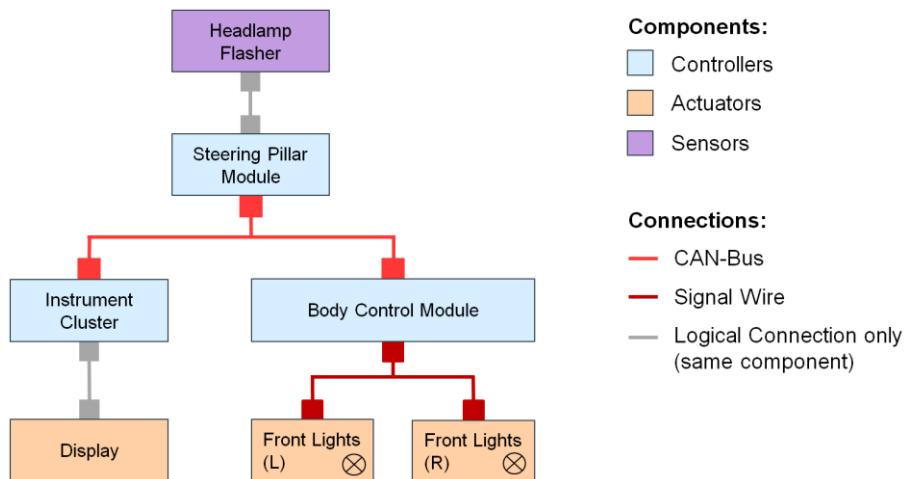 Headlamp
Flasher
Steering Pillar
Module
Instrument
Cluster
Body Control Module
Display
Front Lights
(L)
Front Lights
(R)
Components:
Controllers
Actuators
Sensors
Connections:
CAN-Bus
Signal Wire
Logical Connection only
(same component)